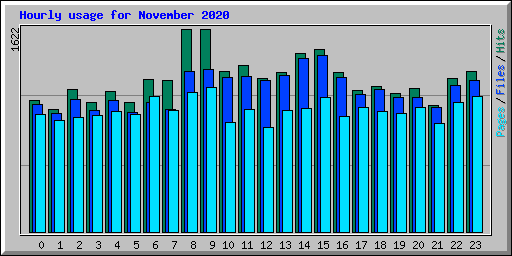 Hourly usage for November 2020
1622
Pages / Files / Hits
0 1 2 3 4 5 6 7 8 9 10 11 12 13 14 15 16 17 18 19 20 21 22 23